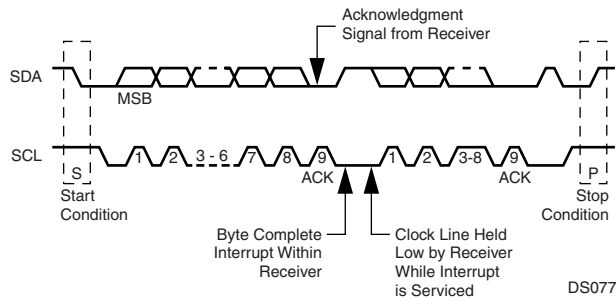 Acknowledgment
Signal from Receiver
SDA
MSB
SCL
S
1
2
3 - 6
7
8
9
1
2
3-8
9
P
ACK
ACK
Start
Condition
Stop
Condition
Byte Complete
Interrupt Within
Receiver
Clock Line Held
Low by Receiver
While Interrupt
is Serviced
DS077